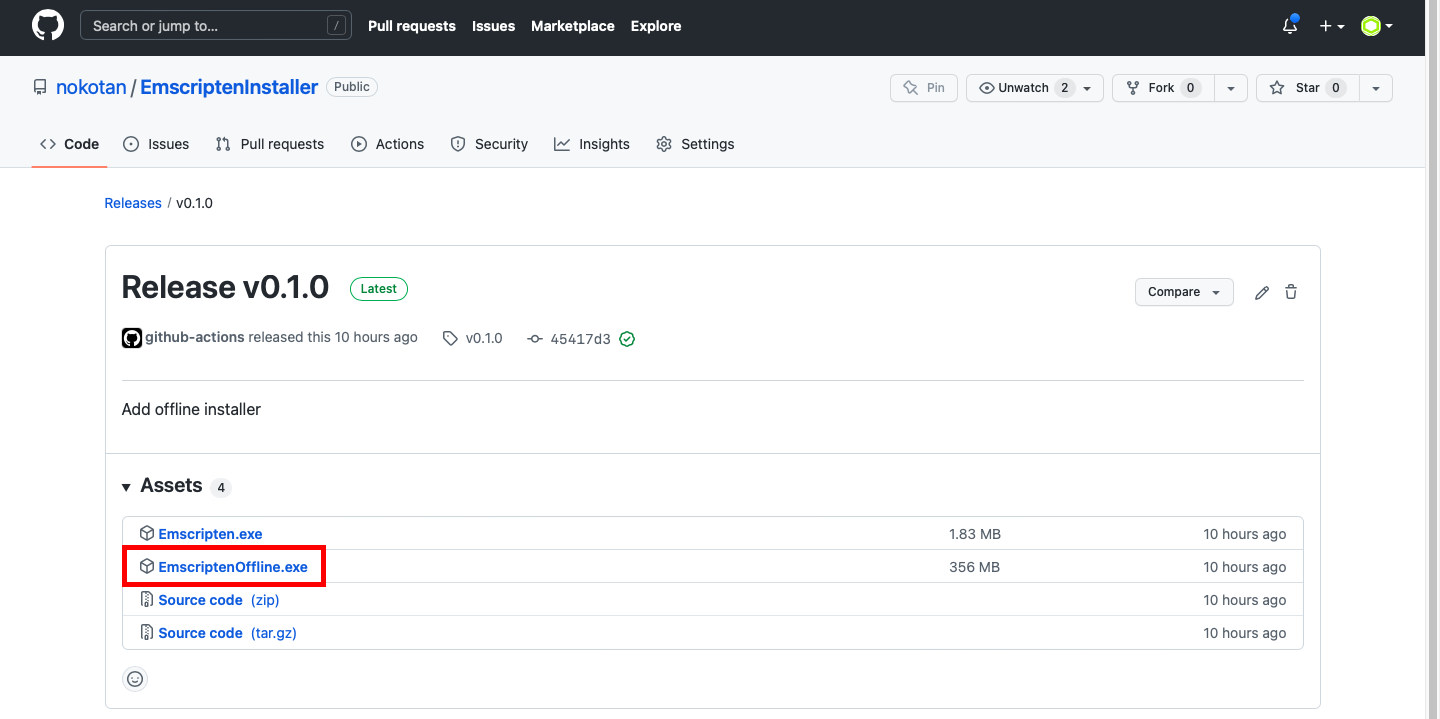 Search or jump to... / Pull requests Issues Marketplace Explore
nokotan / EmscriptenInstaller Public Pin Unwatch 2 Fork 0 Star 0
Code Issues Pull requests Actions Security Insights Settings
Releases / v0.1.0
Release v0.1.0 Latest Compare
github-actions released this 10 hours ago v0.1.0 45417d3
Add offline installer
Assets 4
Emscripten.exe 1.83 MB 10 hours ago
EmscriptenOffline.exe 356 MB 10 hours ago
Source code (zip) 10 hours ago
Source code (tar.gz) 10 hours ago